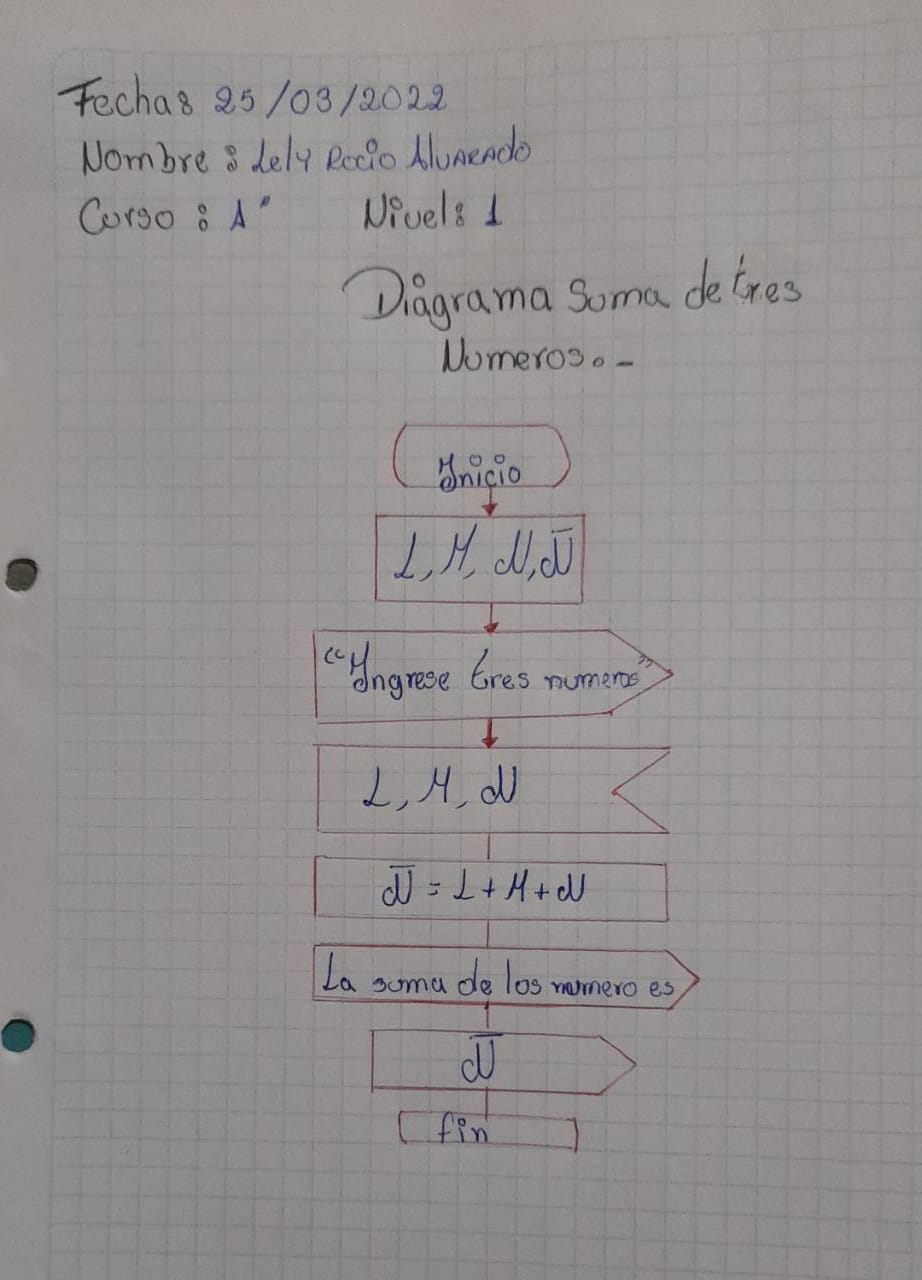 Fecha: 25/03/2022
Nombre: Lely Rocio Alvarado
Curso: A" Nivel: 1
Diagrama Suma de tres
Numeros.-
Inicio
L, M, N, N̅
"Ingrese tres numeros"
L, M, N
N̅ = L + M + N
La suma de los numero es
N̅
fin